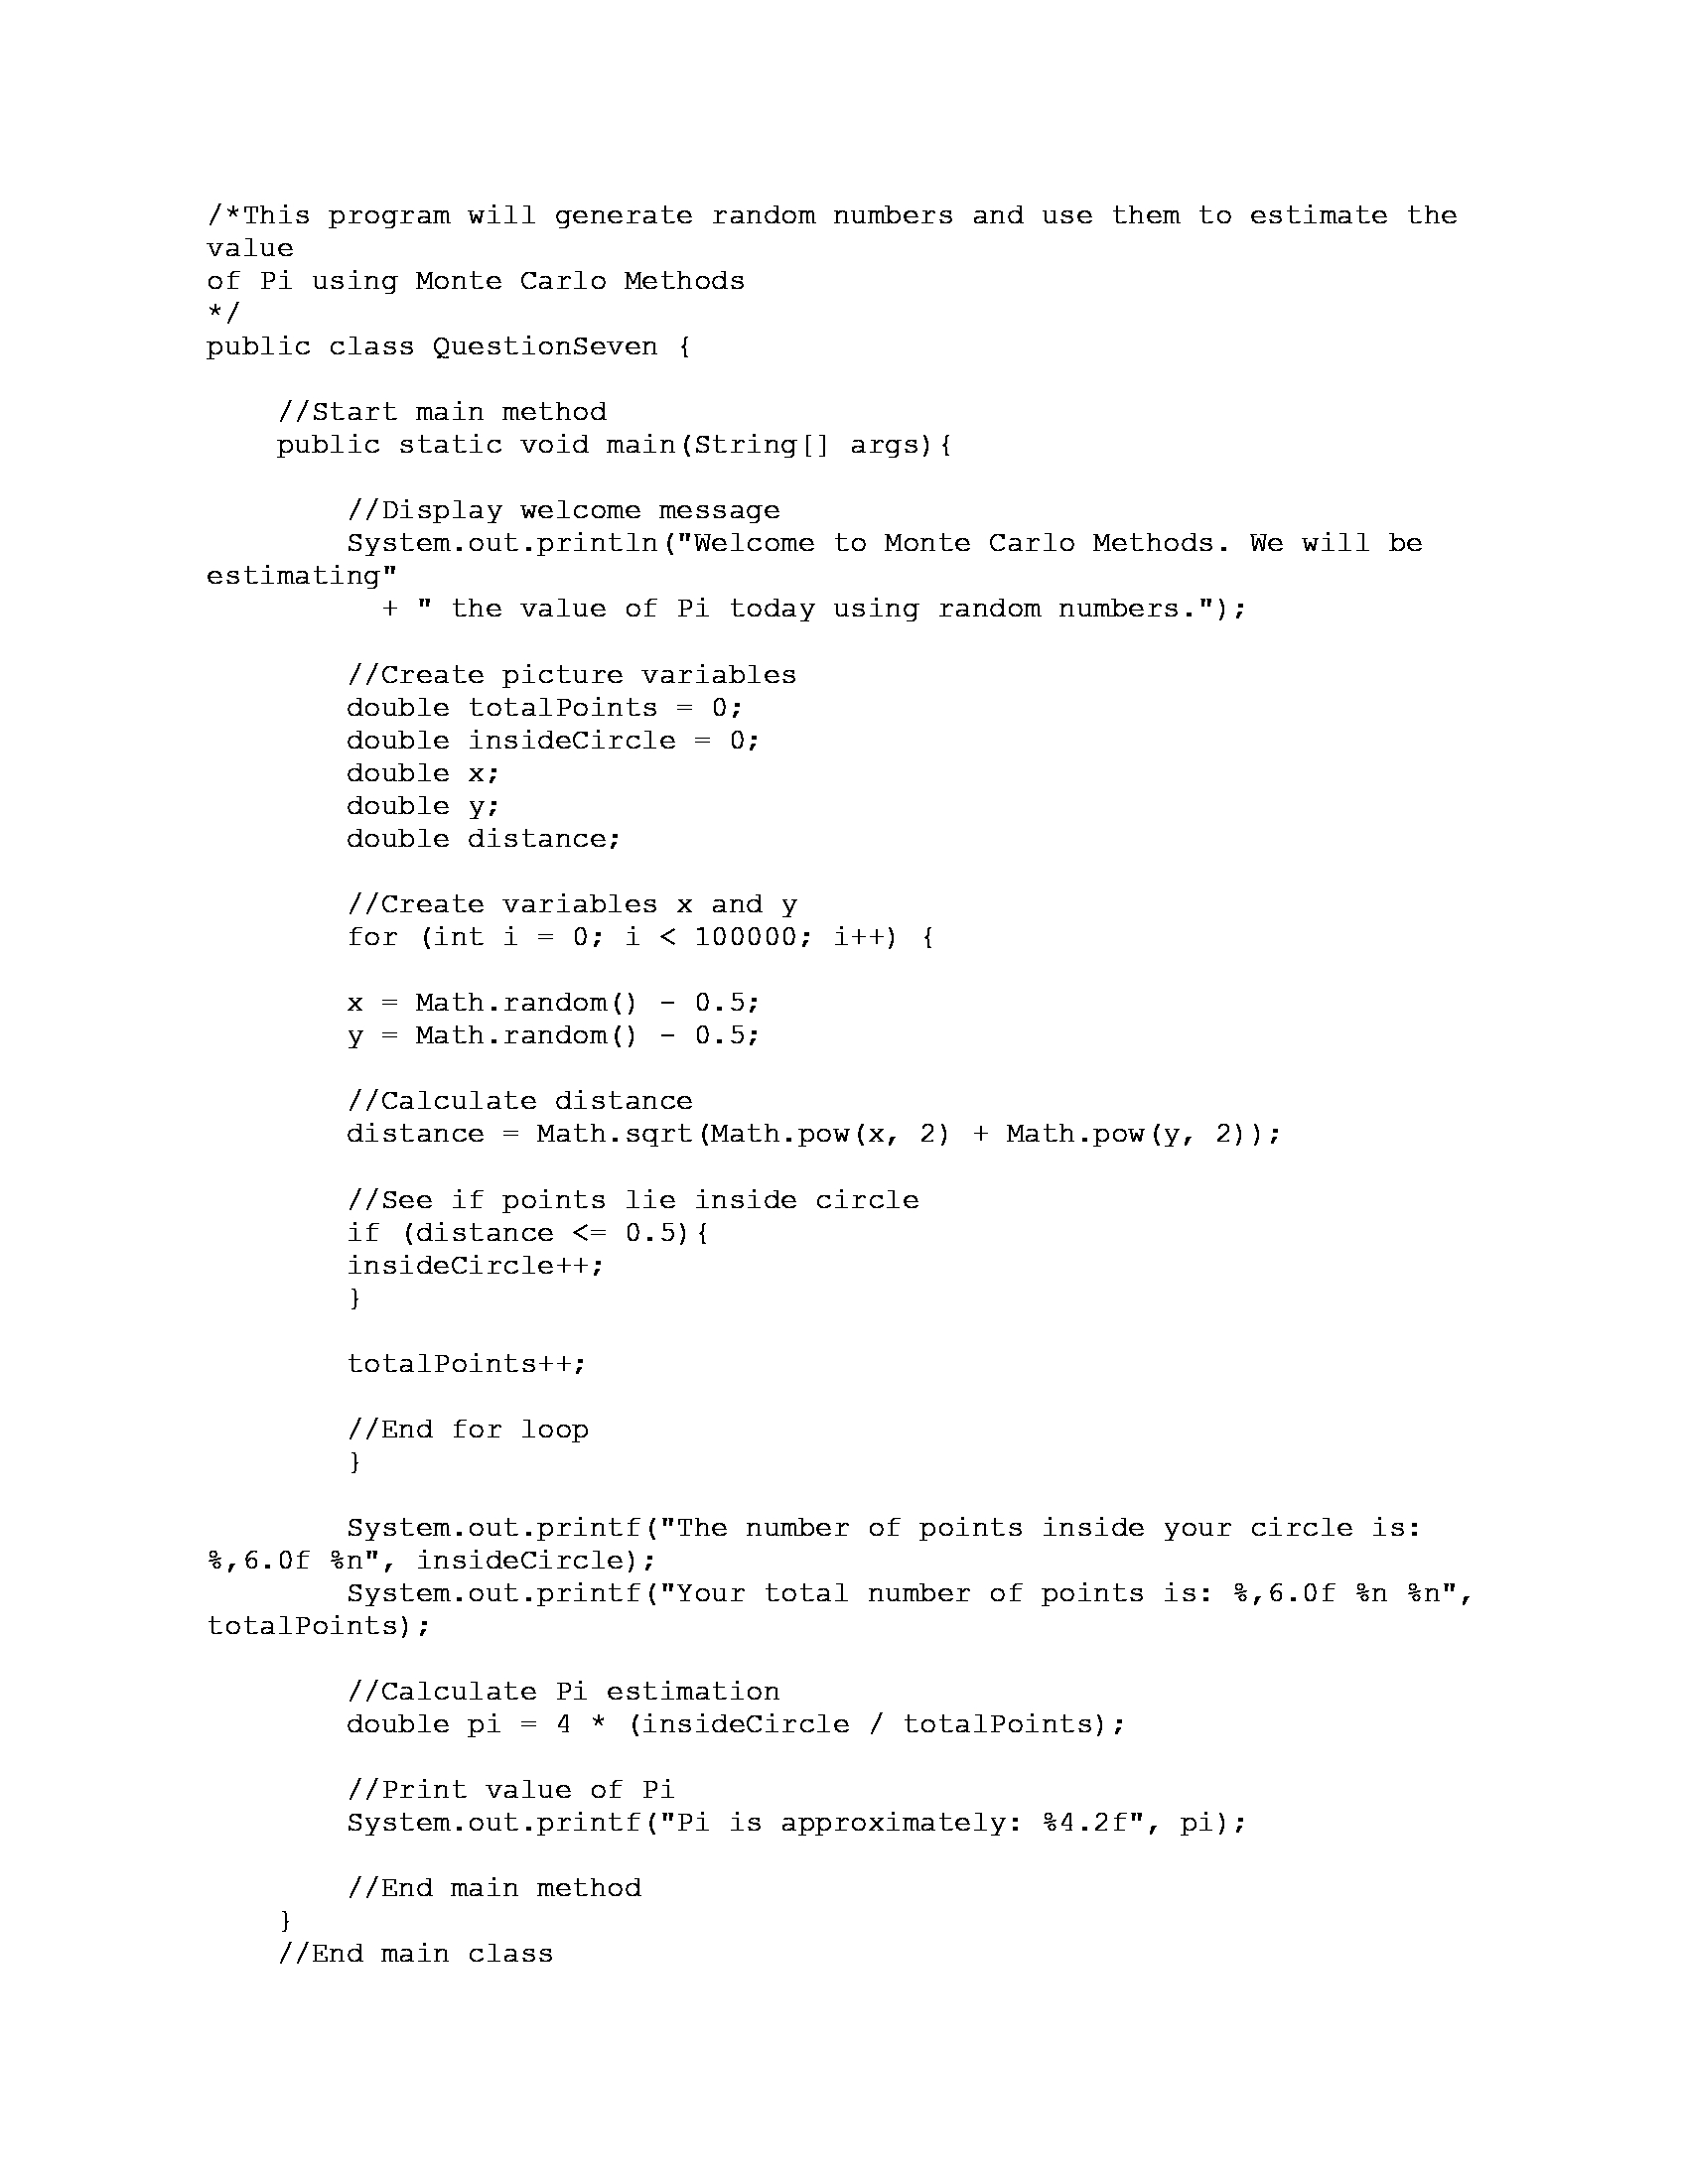 /*This program will generate random numbers and use them to estimate the
value
of Pi using Monte Carlo Methods
*/
public class QuestionSeven {
//Start main method
public static void main(String[] args){
//Display welcome message
System.out.println("Welcome to Monte Carlo Methods. We will be
estimating"
+ " the value of Pi today using random numbers.");
//Create picture variables
double totalPoints = 0;
double insideCircle = 0;
double x;
double y;
double distance;
//Create variables x and y
for (int i = 0; i < 100000; i++) {
x = Math.random() - 0.5;
y = Math.random() - 0.5;
//Calculate distance
distance = Math.sqrt(Math.pow(x, 2) + Math.pow(y, 2));
//See if points lie inside circle
if (distance <= 0.5){
insideCircle++;
}
totalPoints++;
//End for loop
}
System.out.printf("The number of points inside your circle is:
%,6.0f %n", insideCircle);
System.out.printf("Your total number of points is: %,6.0f %n %n",
totalPoints);
//Calculate Pi estimation
double pi = 4 * (insideCircle / totalPoints);
//Print value of Pi
System.out.printf("Pi is approximately: %4.2f", pi);
//End main method
}
//End main class